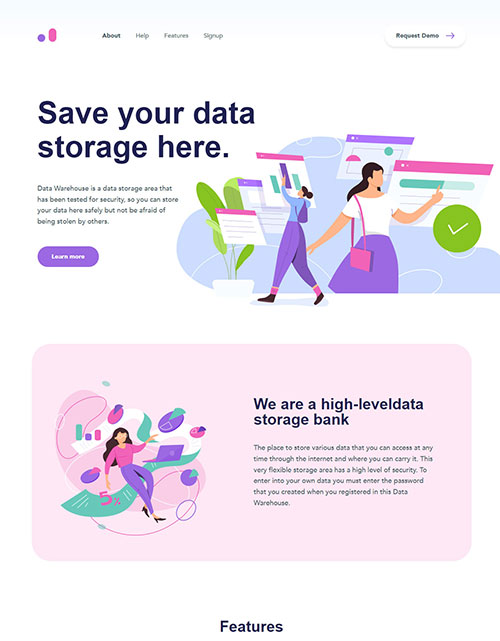 About Help Features Signup Request Demo
Save your data
storage here.
Data Warehouse is a data storage area that
has been tested for security, so you can store
your data here safely but not be afraid of
being stolen by others.
Learn more
5%
We are a high-leveldata
storage bank
The place to store various data that you can access at any
time through the internet and where you can carry it. This
very flexible storage area has a high level of security. To
enter into your own data you must enter the password
that you created when you registered in this Data
Warehouse.
Features